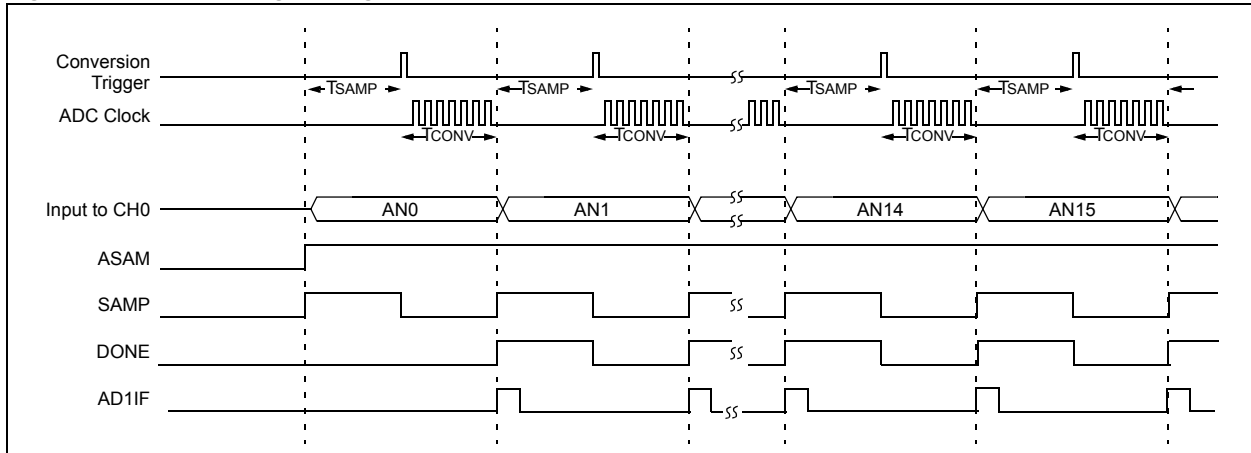 Conversion
Trigger
TSAMP TSAMP TSAMP TSAMP
ADC Clock
TCONV TCONV TCONV TCONV
Input to CH0 AN0 AN1 AN14 AN15
ASAM
SAMP
DONE
AD1IF